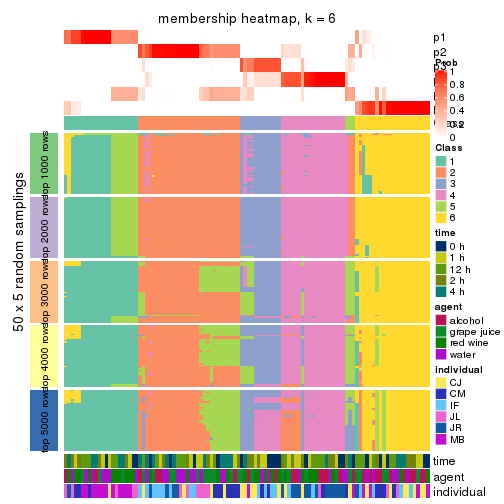 membership heatmap, k = 6
p1
p2
p3
Prob
1
0.8
0.6
0.4
0.2
0
Class
1
2
3
4
5
6
time
0 h
1 h
12 h
2 h
4 h
agent
alcohol
grape juice
red wine
water
individual
CJ
CM
IF
JL
JR
MB
50 x 5 random samplings
top 1000 rows
top 2000 rows
top 3000 rows
top 4000 rows
top 5000 rows
time
agent
individual